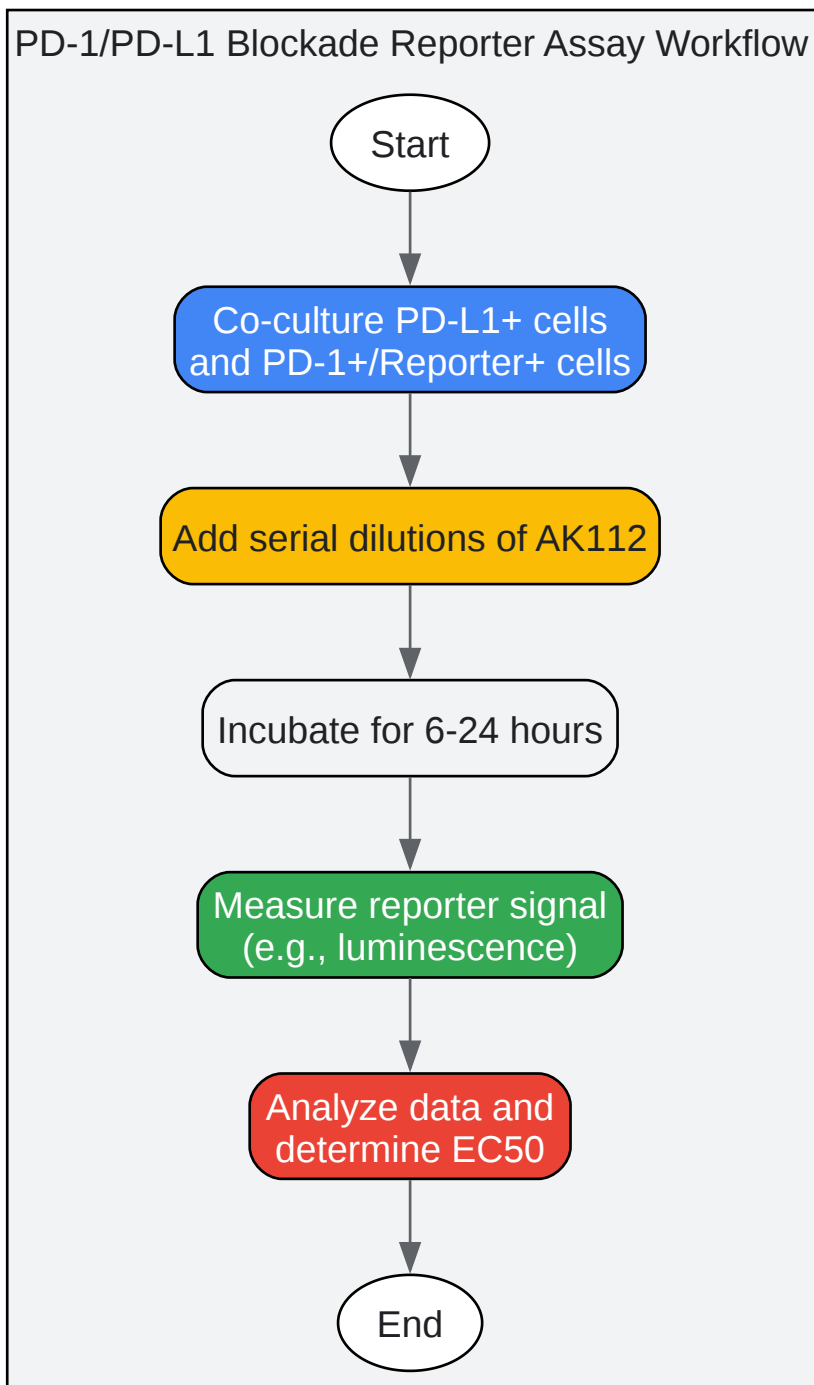 PD-1/PD-L1 Blockade Reporter Assay Workflow
Start
Co-culture PD-L1+ cells
and PD-1+/Reporter+ cells
Add serial dilutions of AK112
Incubate for 6-24 hours
Measure reporter signal
(e.g., luminescence)
Analyze data and
determine EC50
End